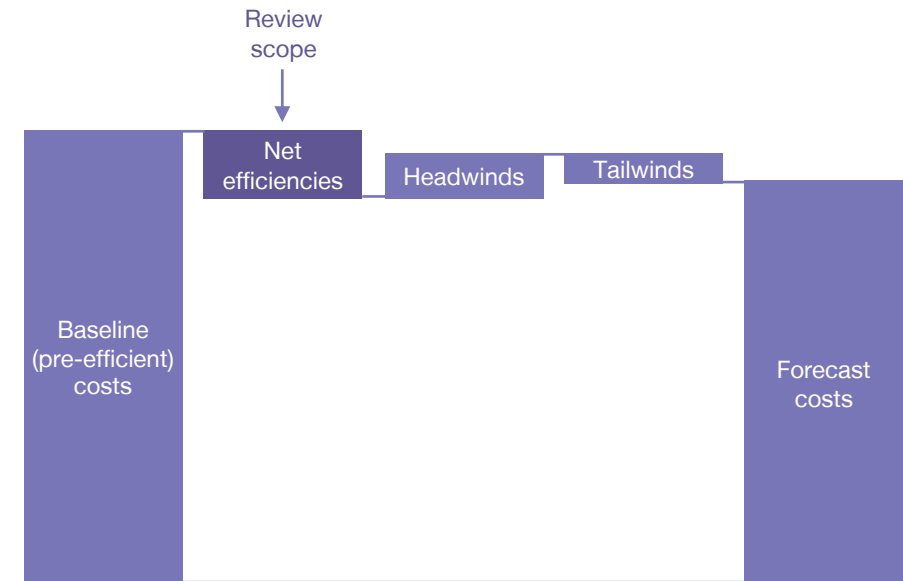 Review
scope
Net
efficiencies
Headwinds
Tailwinds
Baseline
(pre-efficient)
costs
Forecast
costs